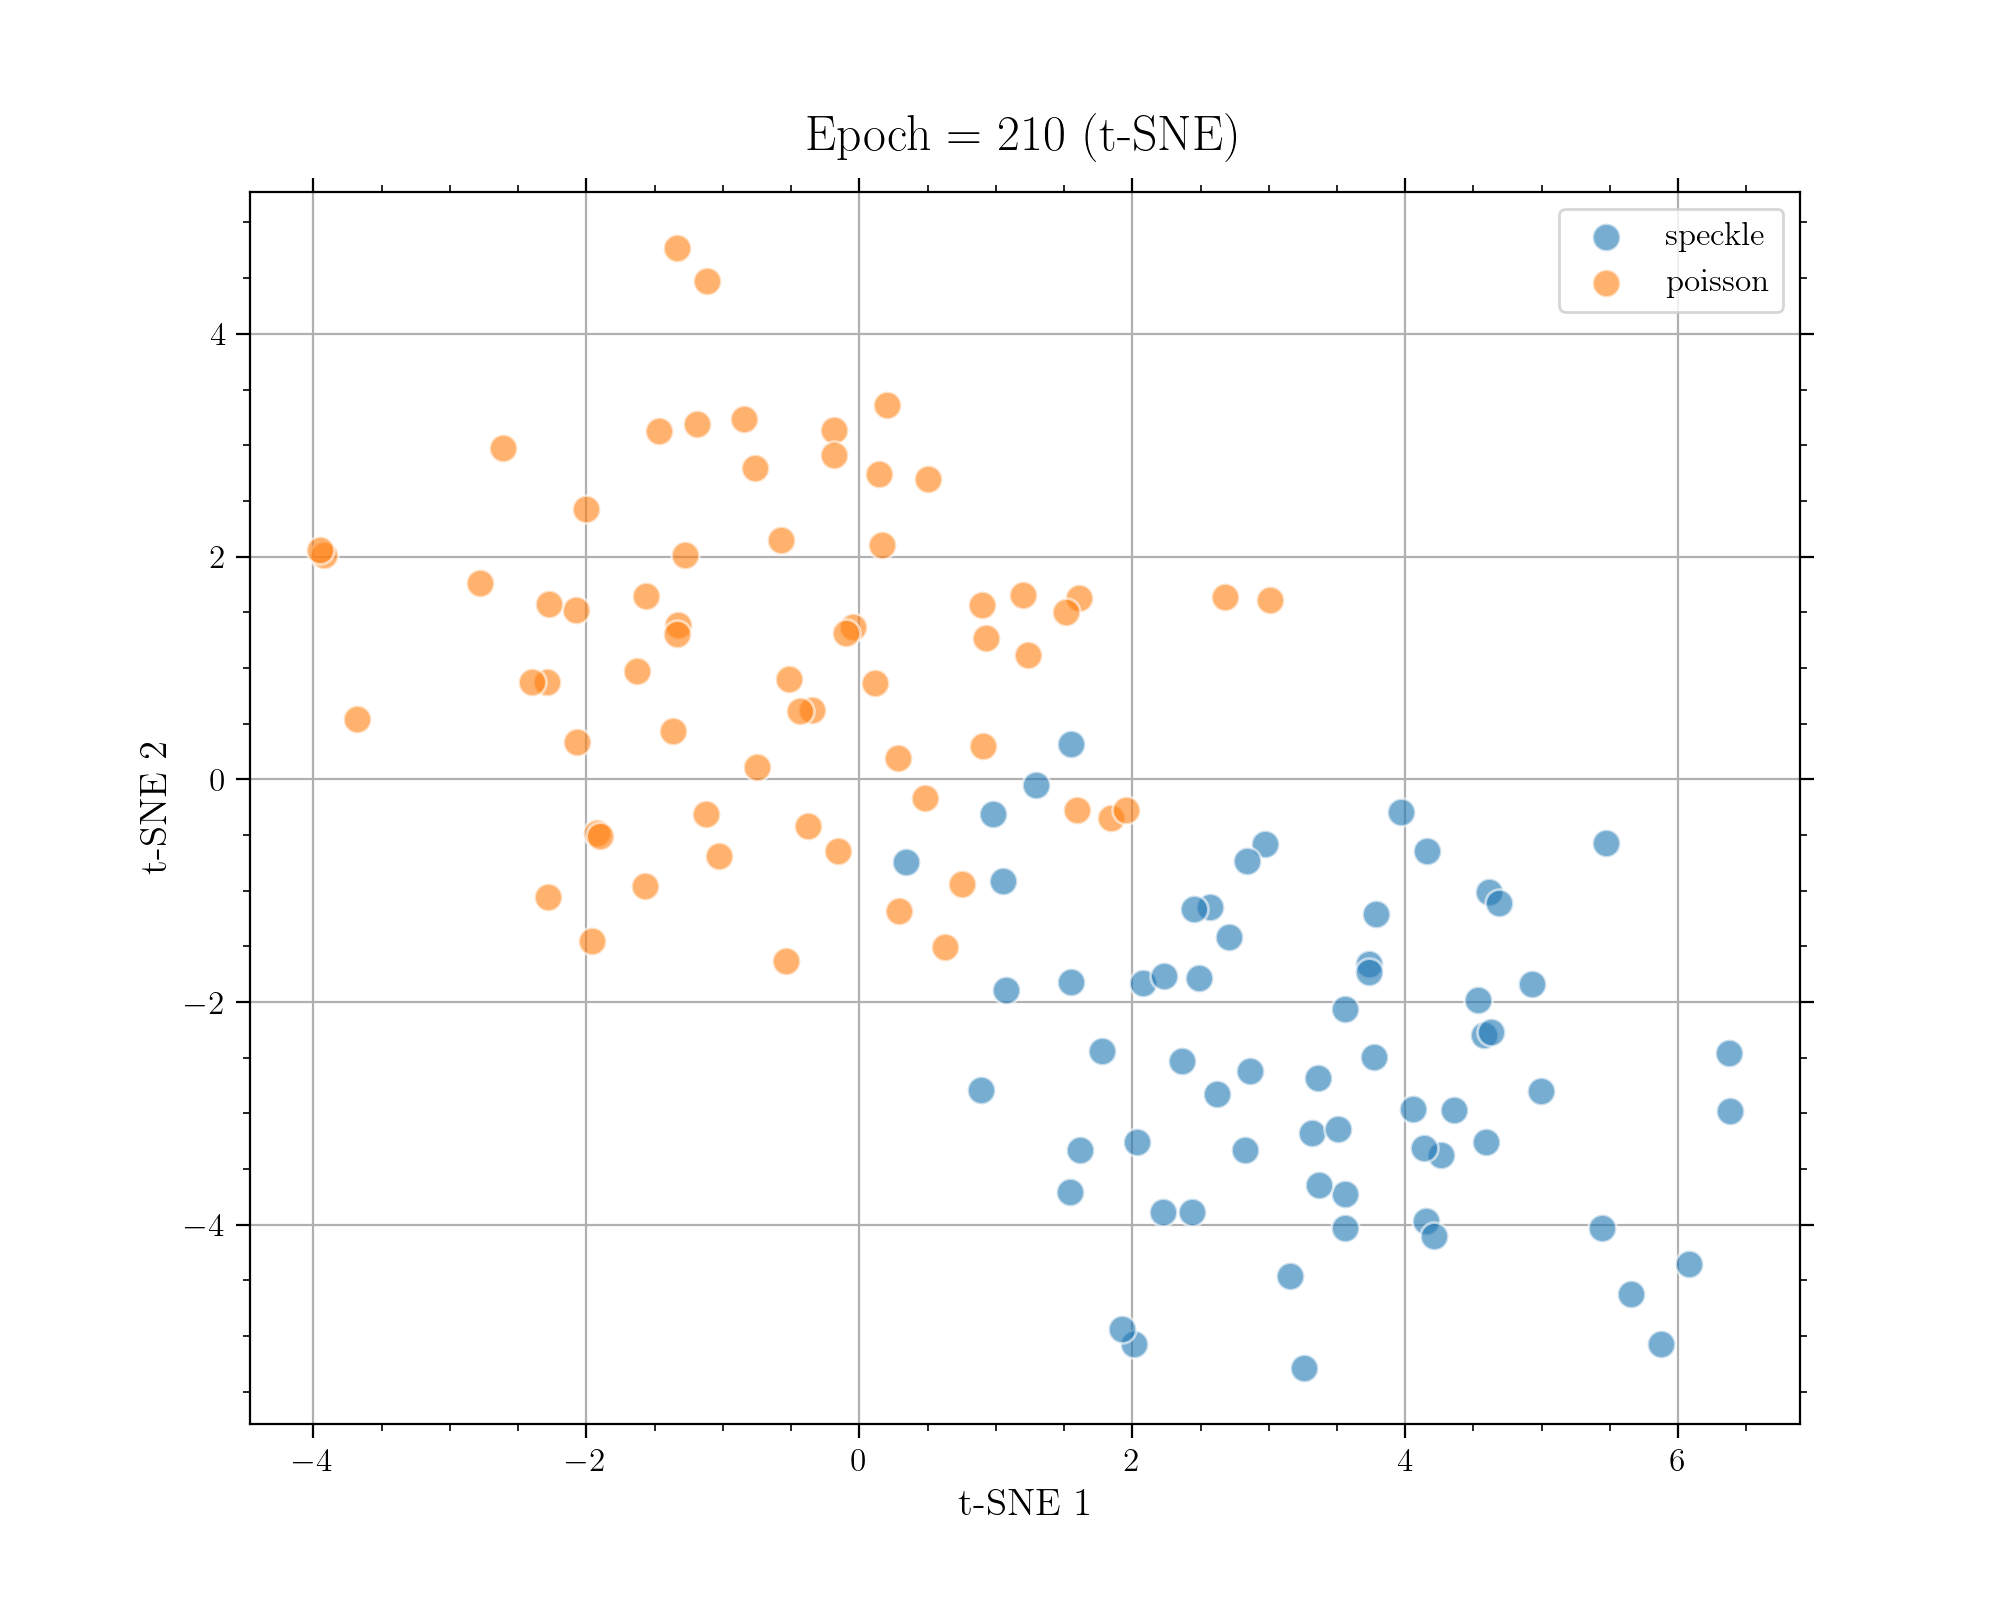 Epoch = 210 (t-SNE)
speckle
poisson
4
2
0
−2
−4
t-SNE 2
−4 −2 0 2 4 6
t-SNE 1